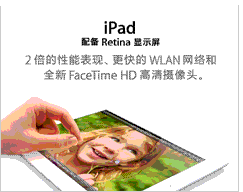 iPad
配备 Retina 显示屏
2 倍的性能表现、更快的 WLAN 网络和
全新 FaceTime HD 高清摄像头。